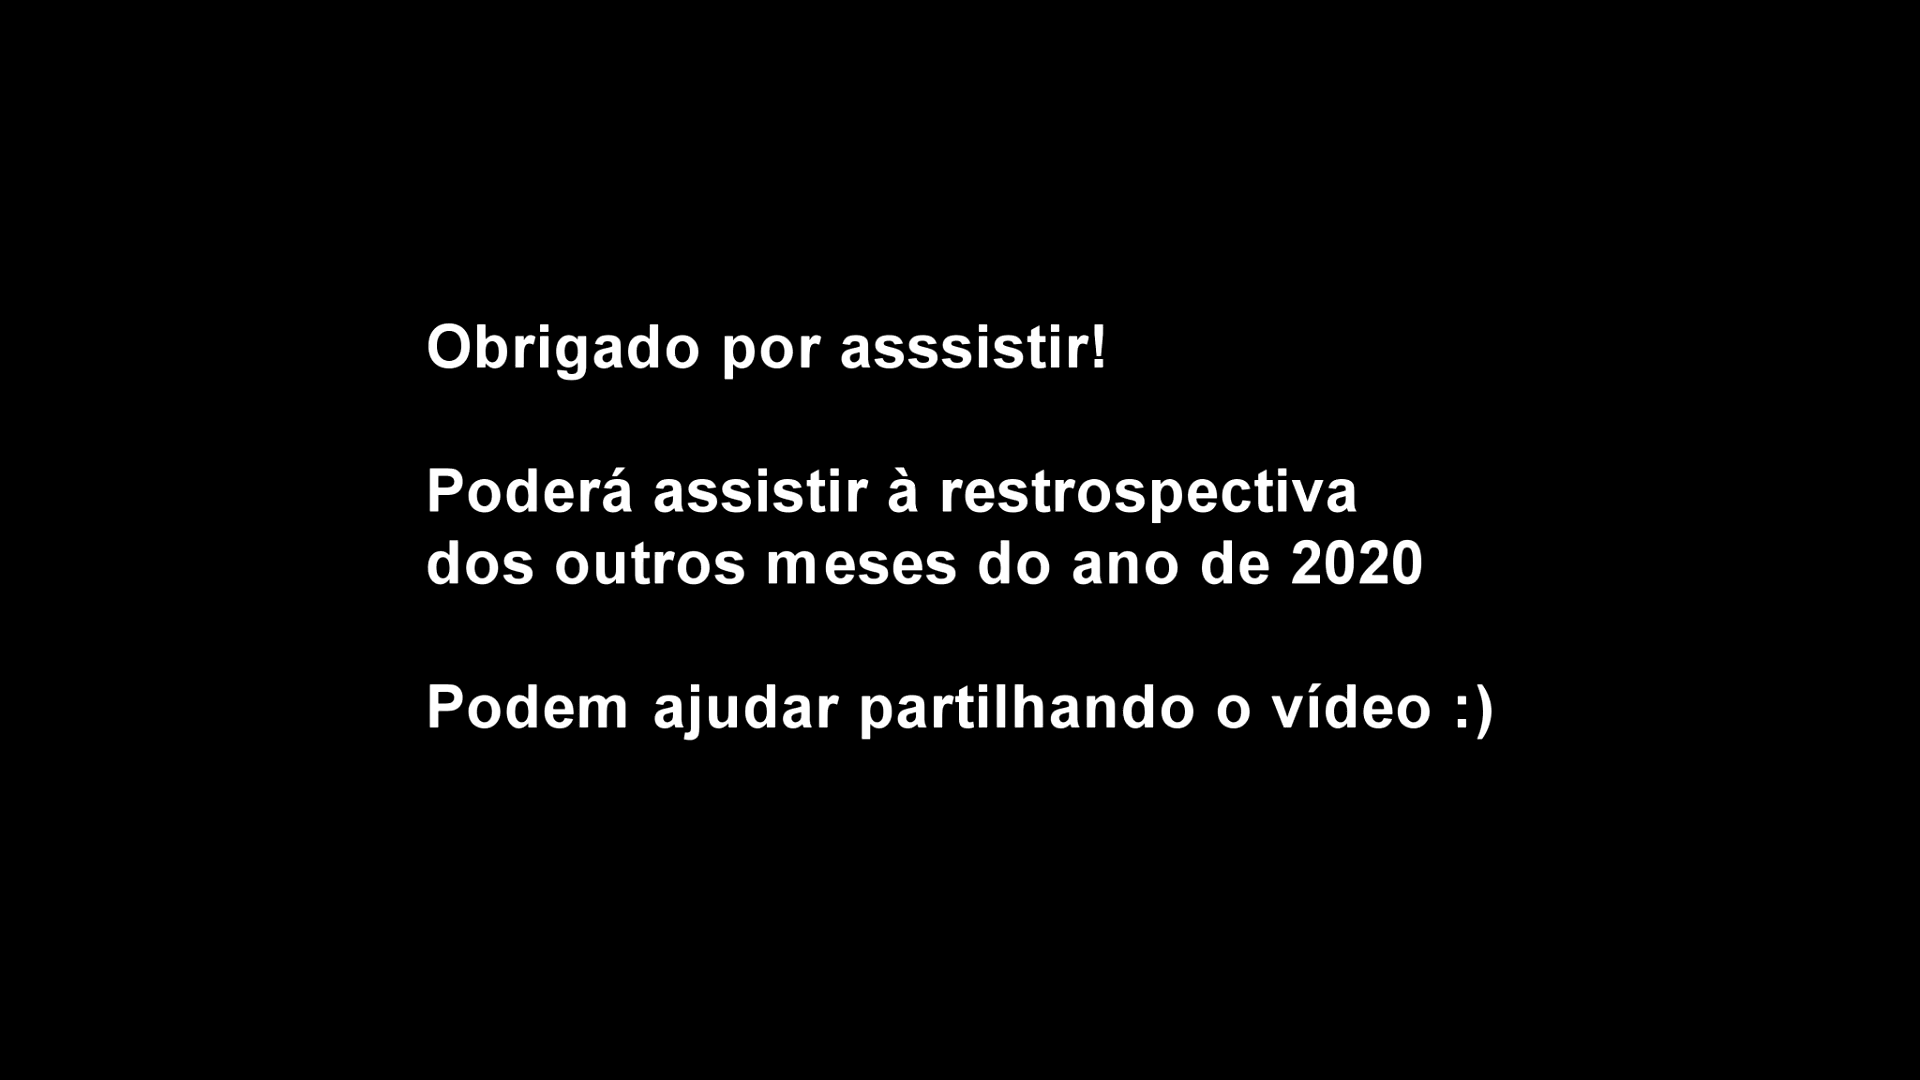 Obrigado por asssistir!
Poderá assistir à restrospectiva
dos outros meses do ano de 2020
Podem ajudar partilhando o vídeo :)